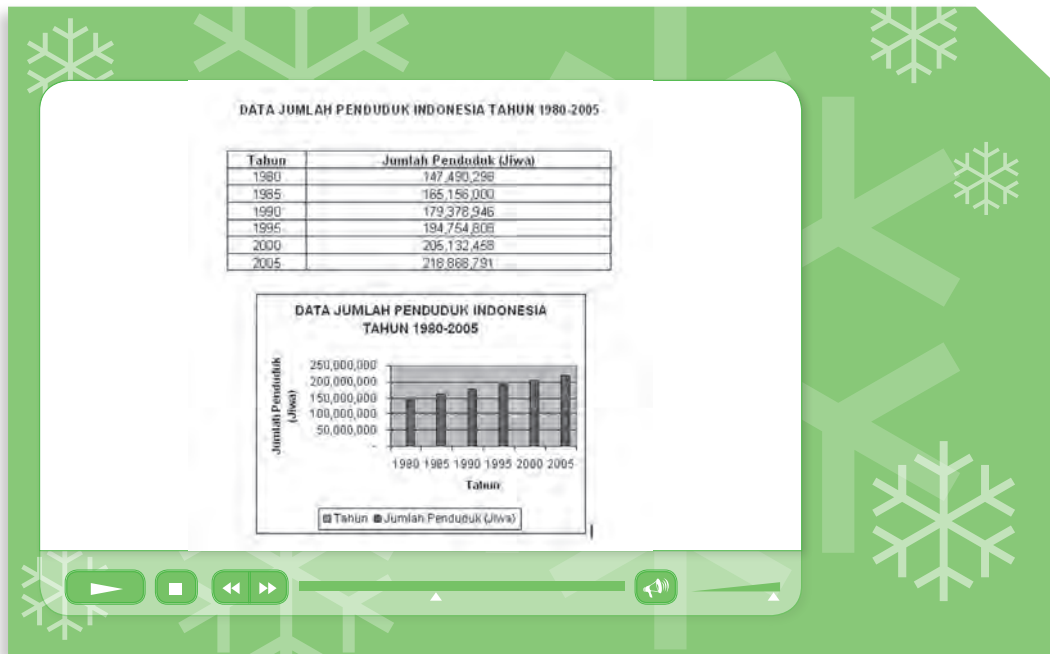 DATA JUMLAH PENDUDUK INDONESIA TAHUN 1980-2005
Tahun Jumlah Penduduk (Jiwa)
1980 147,490,298
1985 165,156,000
1990 179,378,946
1995 194,754,808
2000 205,132,458
2005 218,868,791
DATA JUMLAH PENDUDUK INDONESIA
TAHUN 1980-2005
Jumlah Penduduk
(Jiwa)
250,000,000
200,000,000
150,000,000
100,000,000
50,000,000
-
1980 1985 1990 1995 2000 2005
Tahun
Tahun Jumlah Penduduk (Jiwa)